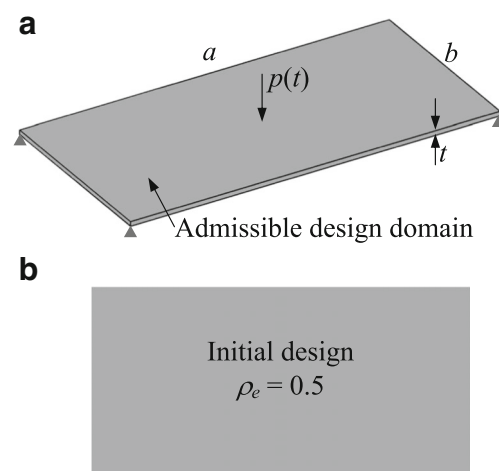 a
a
b
p(t)
t
Admissible design domain
b
Initial design
ρe = 0.5